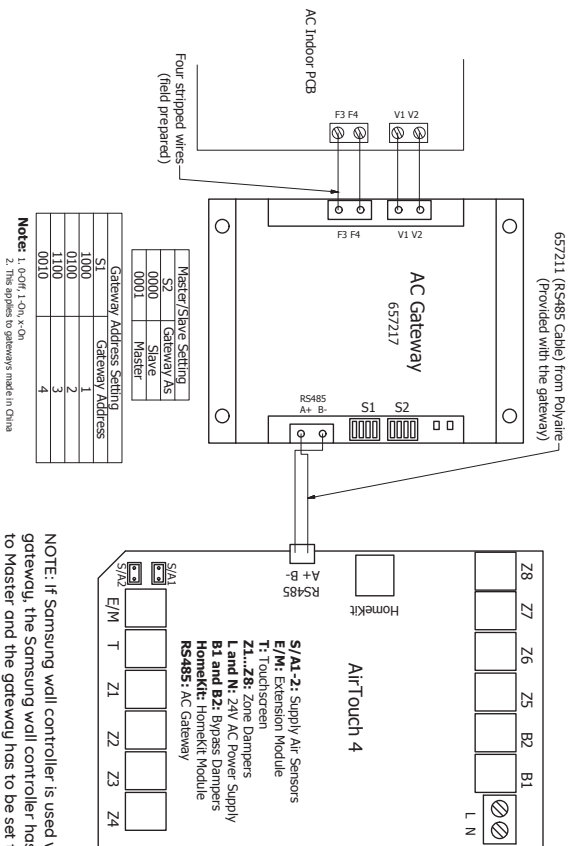 657211 (RS485 Cable) from Polyaire
(Provided with the gateway)
AC Indoor PCB
F3 F4
V1 V2
Four stripped wires
(field prepared)
F3 F4
V1 V2
AC Gateway
657217
RS485
A+ B-
S1
S2
Master/Slave Setting
S2 Gateway As
0000 Slave
0001 Master
Gateway Address Setting
S1 Gateway Address
1000 1
0100 2
1100 3
0010 4
Note: 1. 0-Off, 1-On, x-On
2. This applies to gateways made in China
RS485
A+ B-
HomeKit
Z8
Z7
Z6
Z5
B2
B1
L N
AirTouch 4
S/A1-2: Supply Air Sensors
E/M: Extension Module
T: Touchscreen
Z1...Z8: Zone Dampers
L and N: 24V AC Power Supply
B1 and B2: Bypass Dampers
HomeKit: HomeKit Module
RS485: AC Gateway
S/A1
S/A2
E/M
T
Z1
Z2
Z3
Z4
NOTE: If Samsung wall controller is used
gateway, the Samsung wall controller has
to Master and the gateway has to be set